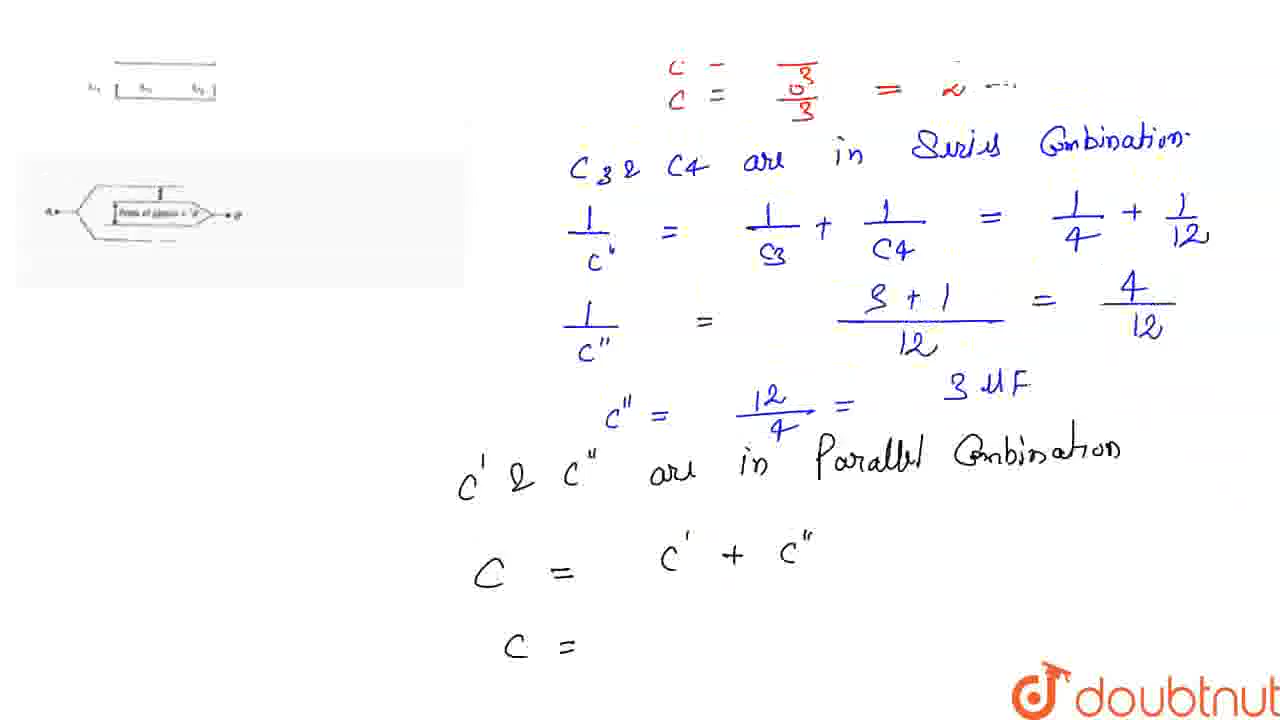 C =
C = 3 = 2
C3 & C4 are in Series Combination.
1/C' = 1/C3 + 1/C4 = 1/4 + 1/12
1/C" = 3 + 1/12 = 4/12
C" = 12/4 = 3 µF
C' & C" are in Parallel Combination
C = C' + C"
C =
doubtnut